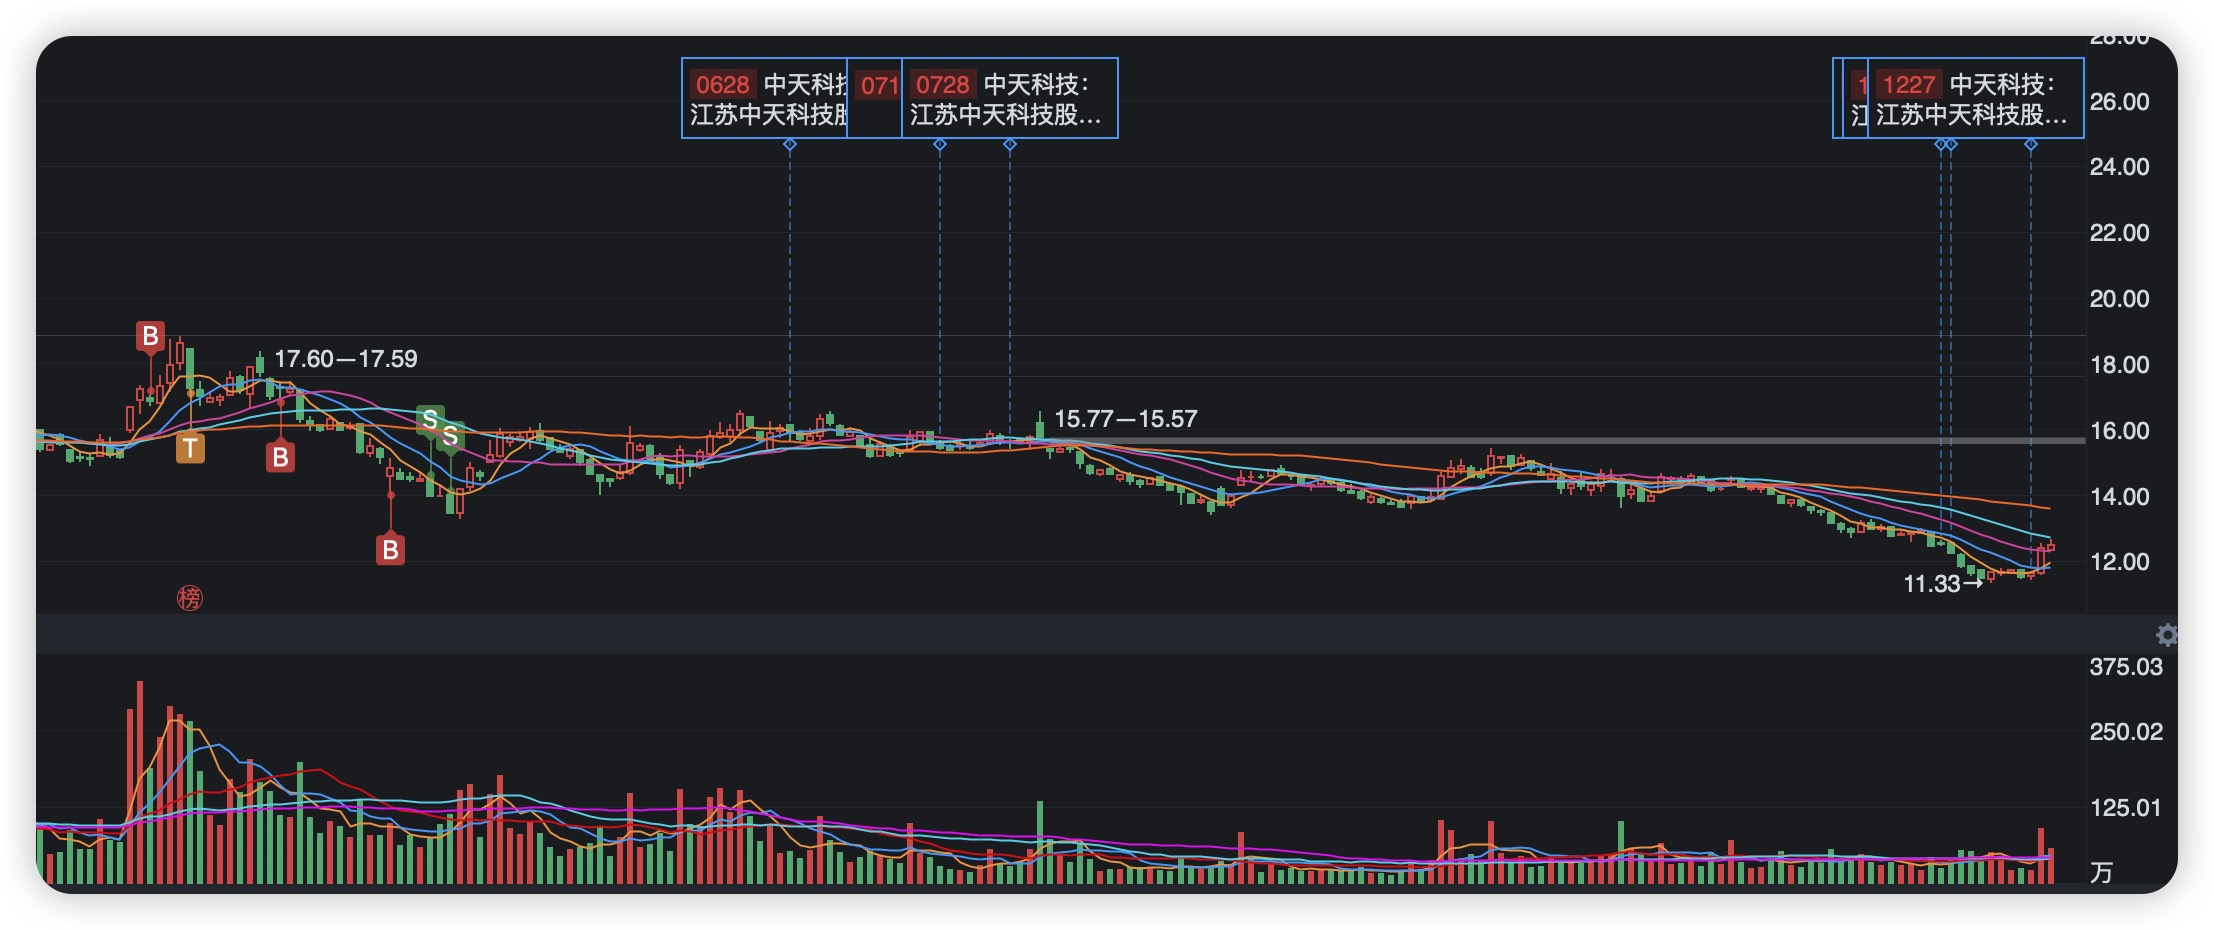 0628 中天科技
江苏中天科技股
071
0728 中天科技：
江苏中天科技股...
1
江
1227 中天科技：
江苏中天科技股...
28.00
26.00
24.00
22.00
20.00
18.00
16.00
14.00
12.00
B
17.60—17.59
T
B
S
S
B
15.77—15.57
11.33→
榜
375.03
250.02
125.01
万